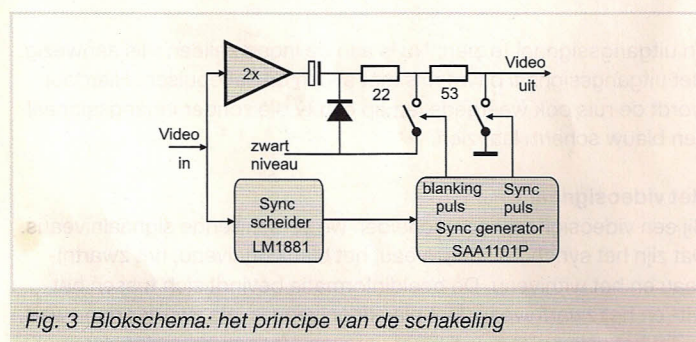 2x
22
53
Video
uit
Video
in
zwart
niveau
blanking
puls
Sync
puls
Sync
scheider
LM1881
Sync generator
SAA1101P
Fig. 3 Blokschema: het principe van de schakeling